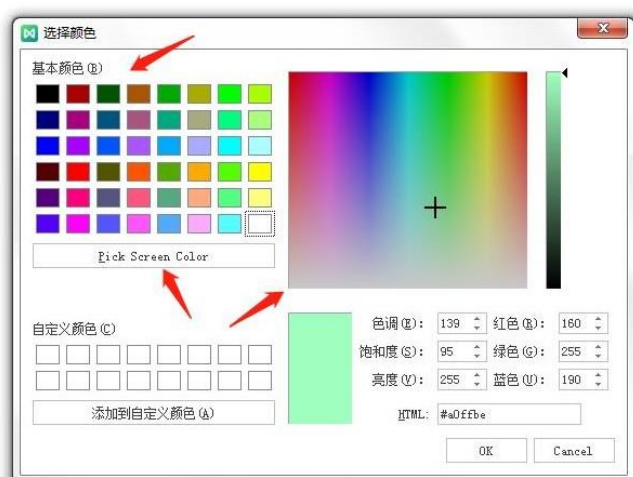 选择颜色
基本颜色(B)
Pick Screen Color
自定义颜色(C)
添加到自定义颜色(A)
色调(E): 139 红色(R): 160
饱和度(S): 95 绿色(G): 255
亮度(V): 255 蓝色(U): 190
HTML: #a0ffbe
OK Cancel